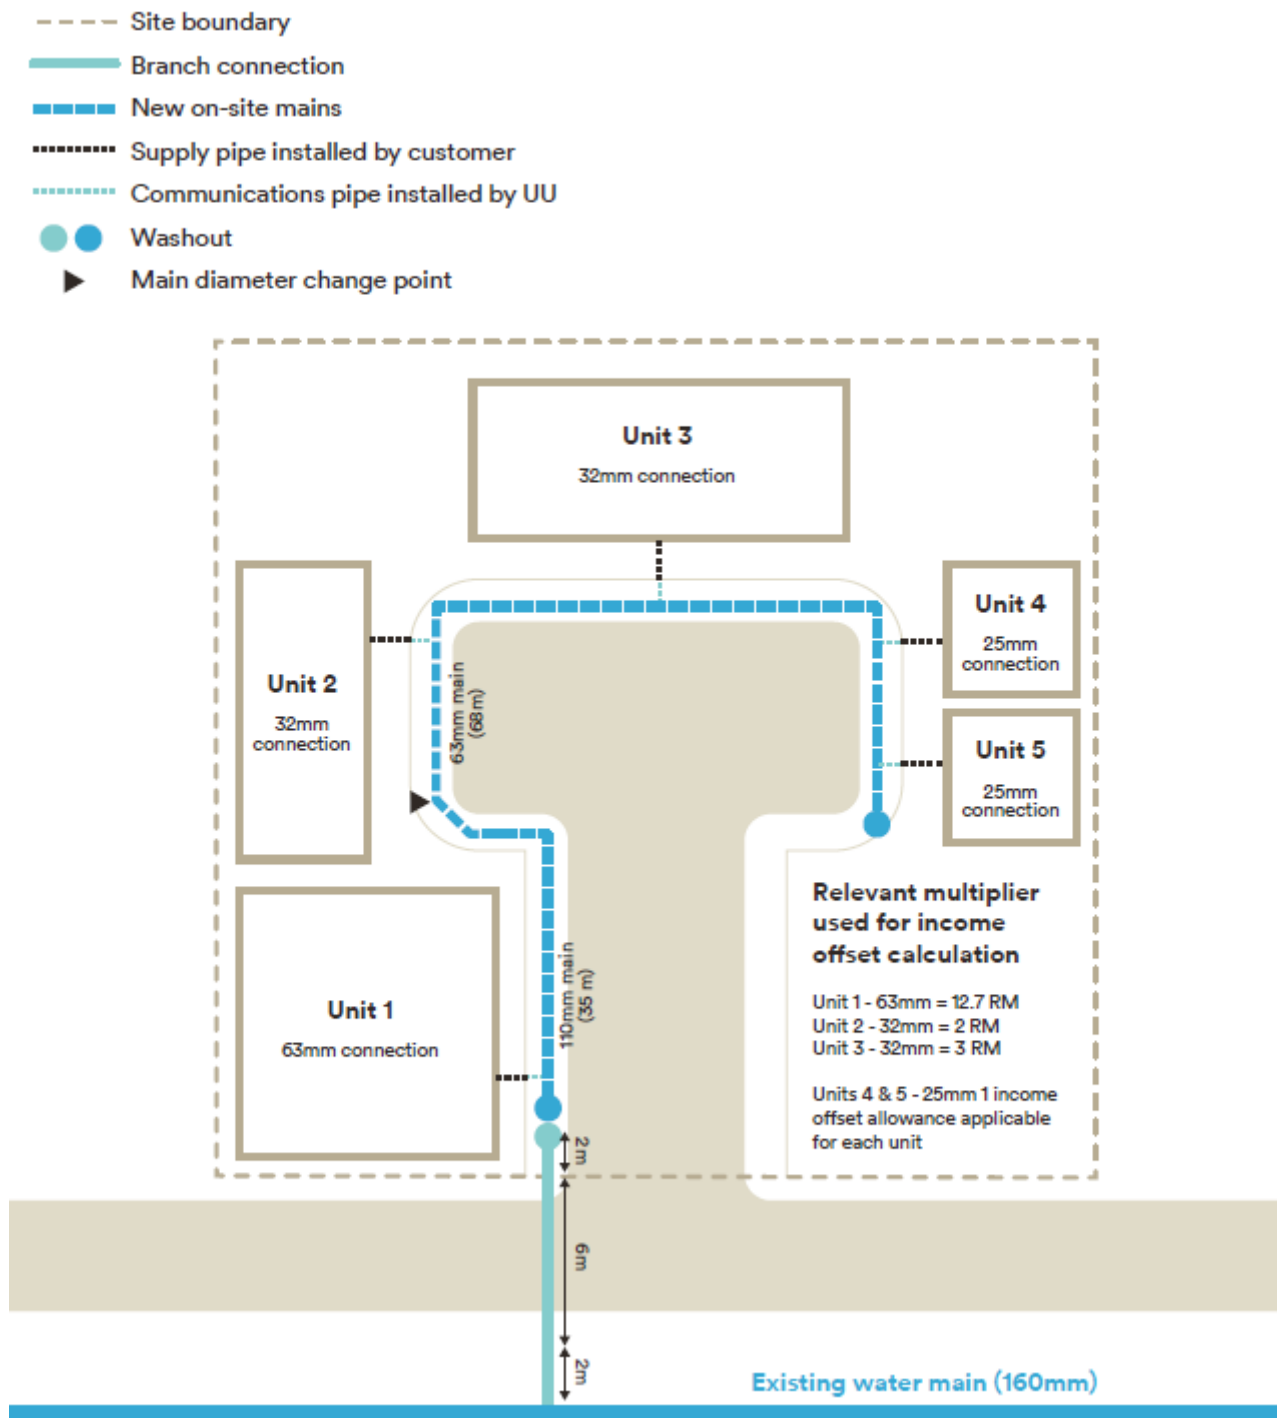 Site boundary
Branch connection
New on-site mains
Supply pipe installed by customer
Communications pipe installed by UU
Washout
Main diameter change point
Unit 3
32mm connection
Unit 4
25mm
connection
Unit 2
32mm
connection
63mm main
(68m)
Unit 5
25mm
connection
Relevant multiplier
used for income
offset calculation
Unit 1 - 63mm = 12.7 RM
Unit 2 - 32mm = 2 RM
Unit 3 - 32mm = 3 RM
Units 4 & 5 - 25mm 1 income
offset allowance applicable
for each unit
110mm main
(35 m)
Unit 1
63mm connection
2m
6m
2m
Existing water main (160mm)